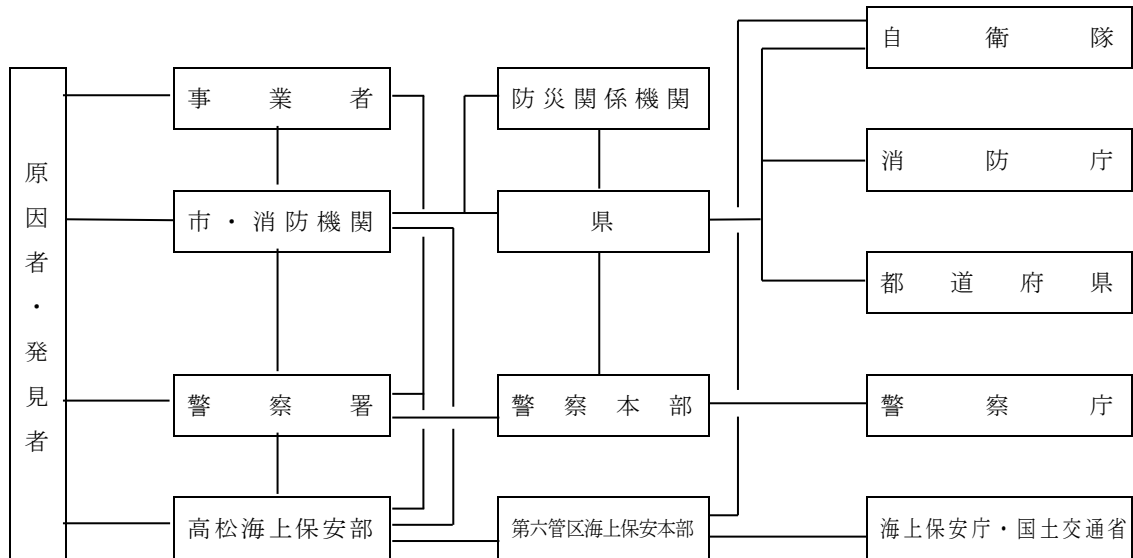 原因者・発見者
事業者
市・消防機関
警察署
高松海上保安部
防災関係機関
県
警察本部
第六管区海上保安本部
自衛隊
消防庁
都道府県
警察庁
海上保安庁・国土交通省